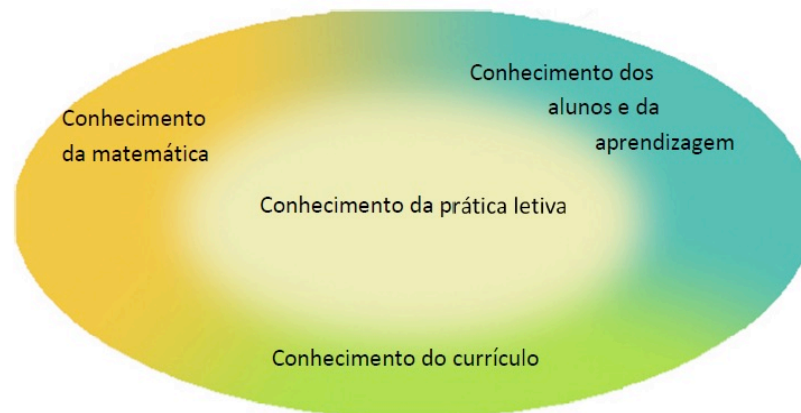 Conhecimento dos
alunos e da
aprendizagem
Conhecimento
da matemática
Conhecimento da prática letiva
Conhecimento do currículo